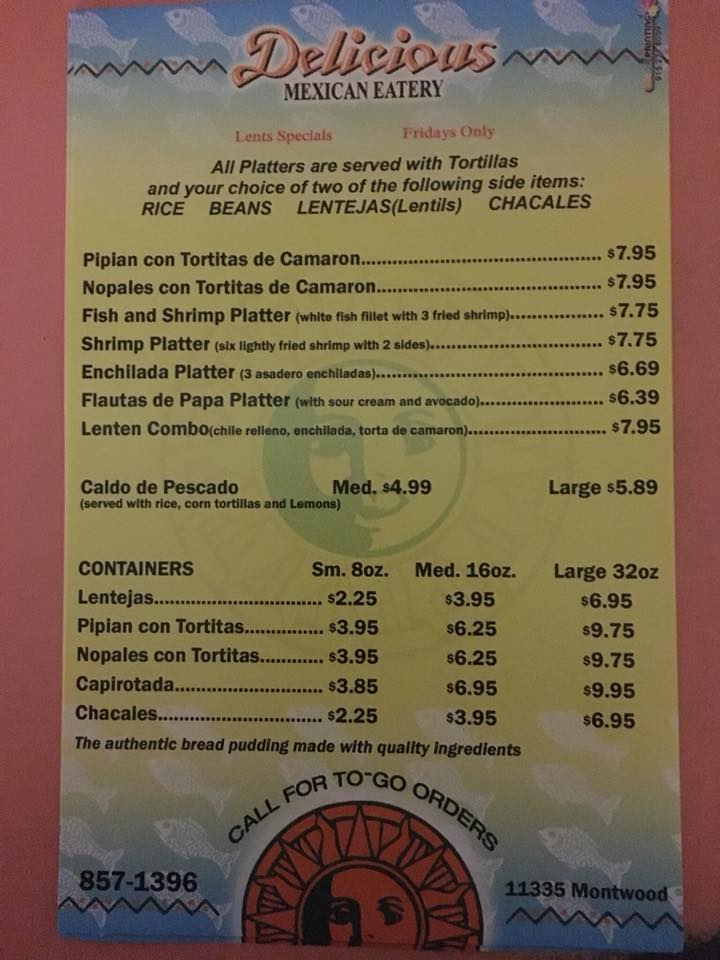 Delicious
MEXICAN EATERY
Lents Specials Fridays Only
All Platters are served with Tortillas
and your choice of two of the following side items:
RICE BEANS LENTEJAS(Lentils) CHACALES
Pipian con Tortitas de Camaron.......................................... $7.95
Nopales con Tortitas de Camaron....................................... $7.95
Fish and Shrimp Platter (white fish fillet with 3 fried shrimp)................ $7.75
Shrimp Platter (six lightly fried shrimp with 2 sides)............................... $7.75
Enchilada Platter (3 asadero enchiladas)........................................ $6.69
Flautas de Papa Platter (with sour cream and avocado)..................... $6.39
Lenten Combo(chile relleno, enchilada, torta de camaron)........................ $7.95
Caldo de Pescado Med. $4.99 Large $5.89
(served with rice, corn tortillas and Lemons)
CONTAINERS Sm. 8oz. Med. 16oz. Large 32oz
Lentejas.............................. $2.25 $3.95 $6.95
Pipian con Tortitas.............. $3.95 $6.25 $9.75
Nopales con Tortitas........... $3.95 $6.25 $9.75
Capirotada.......................... $3.85 $6.95 $9.95
Chacales............................. $2.25 $3.95 $6.95
The authentic bread pudding made with quality ingredients
CALL FOR TO-GO ORDERS
857-1396
11335 Montwood